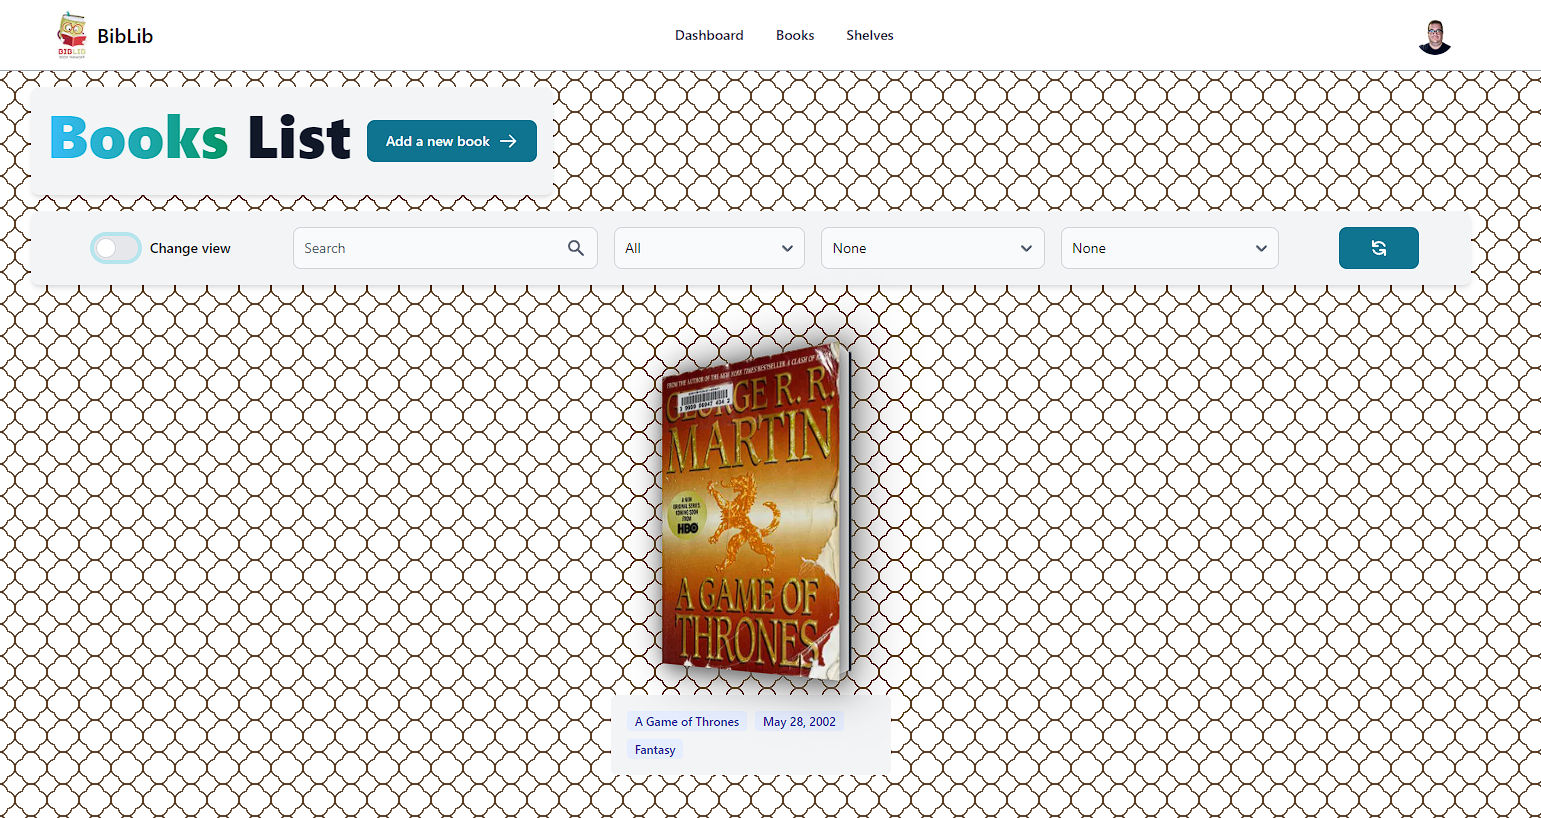 BIBLIB
BibLib
Dashboard
Books
Shelves
Books List
Add a new book
Change view
Search
All
None
None
FROM THE AUTHOR OF THE NEW YORK TIMES BESTSELLER A CLASH OF
GEORGE R. R.
MARTIN
A NEW
ORIGINAL SERIES
COMING SOON
FROM
HBO
A GAME OF
THRONES
A Game of Thrones
May 28, 2002
Fantasy